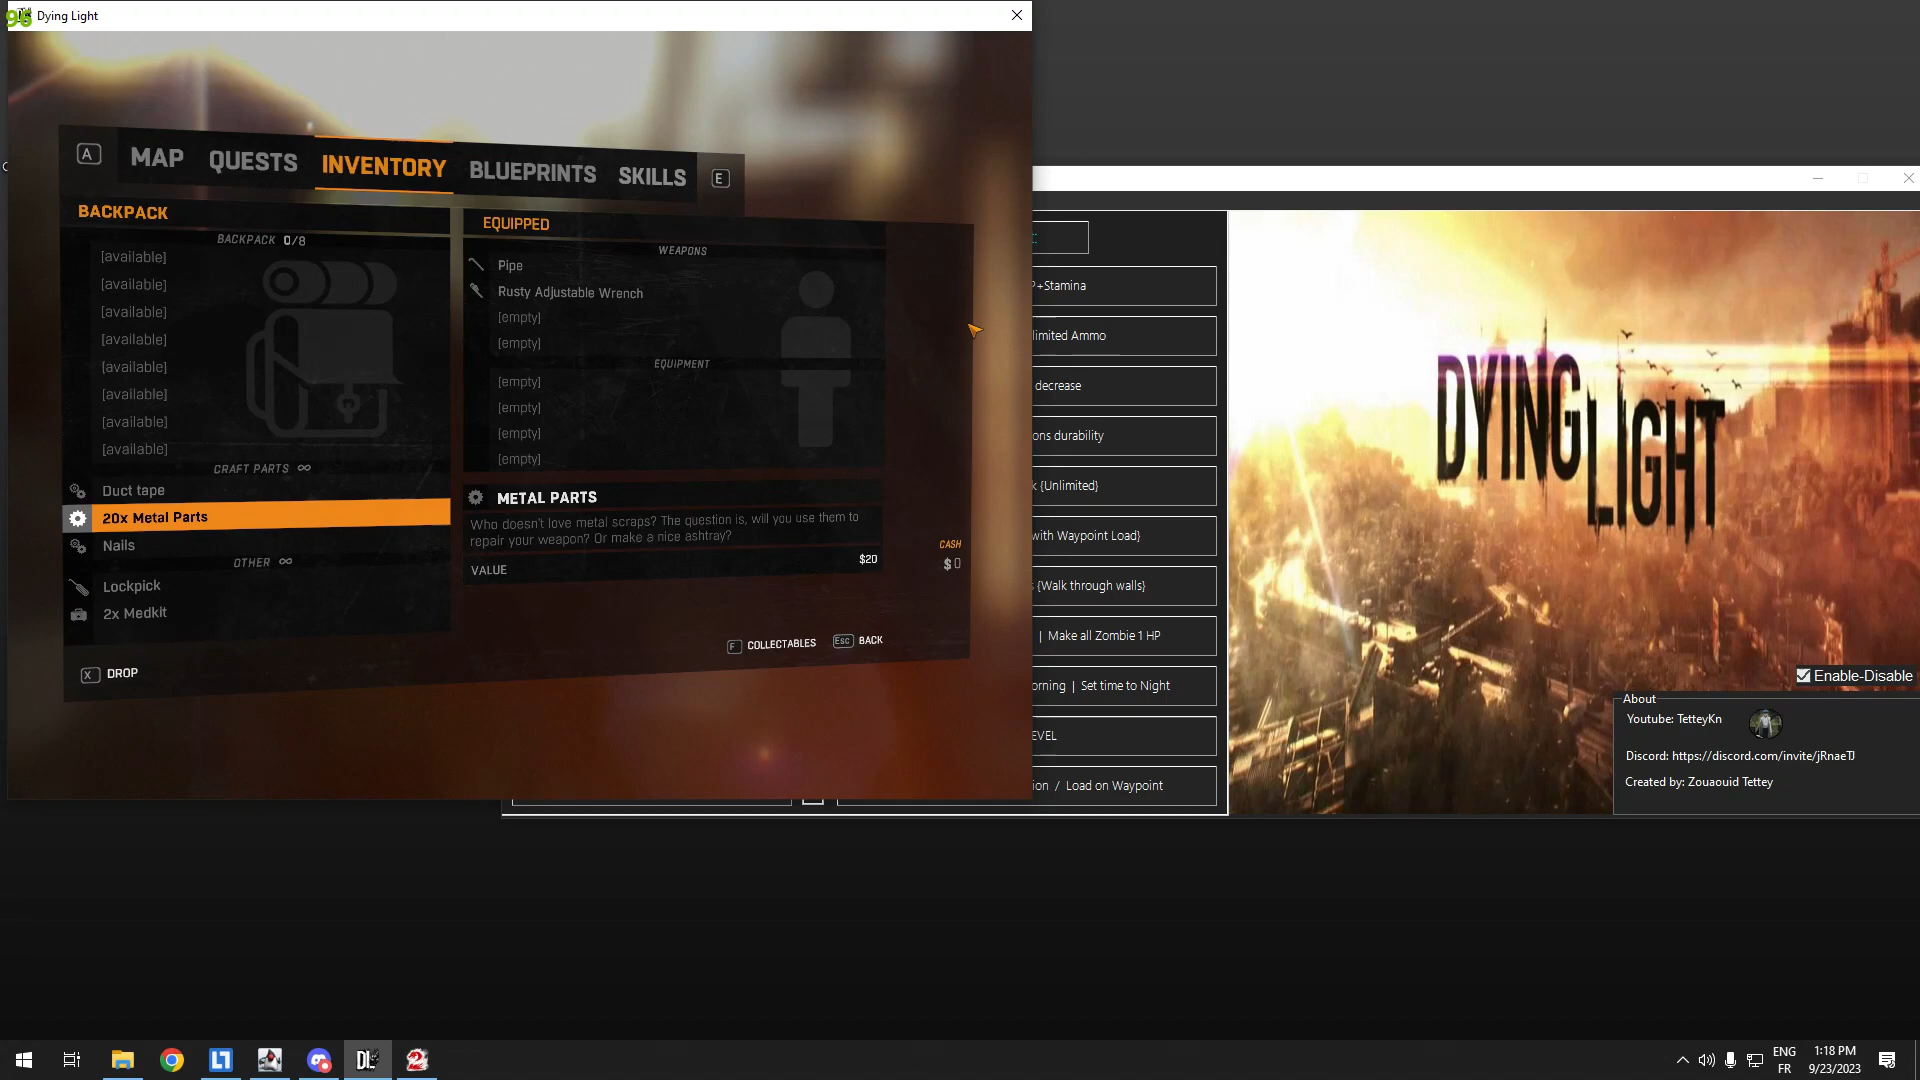 96
Dying Light
A
MAP
QUESTS
INVENTORY
BLUEPRINTS
SKILLS
E
BACKPACK
BACKPACK 0/8
[available]
[available]
[available]
[available]
[available]
[available]
[available]
[available]
CRAFT PARTS ∞
Duct tape
20x Metal Parts
Nails
OTHER ∞
Lockpick
2x Medkit
X DROP
EQUIPPED
WEAPONS
Pipe
Rusty Adjustable Wrench
[empty]
[empty]
EQUIPMENT
[empty]
[empty]
[empty]
[empty]
METAL PARTS
Who doesn't love metal scraps? The question is, will you use them to
repair your weapon? Or make a nice ashtray?
VALUE
$20
CASH
$0
F COLLECTABLES
Esc BACK
+Stamina
limited Ammo
decrease
ons durability
k {Unlimited}
with Waypoint Load}
{Walk through walls}
| Make all Zombie 1 HP
orning | Set time to Night
EVEL
ion / Load on Waypoint
DYING LIGHT
Enable-Disable
About
Youtube: TetteyKn
Discord: https://discord.com/invite/jRnaeTJ
Created by: Zouaouid Tettey
DL
2
ENG
FR
1:18 PM
9/23/2023